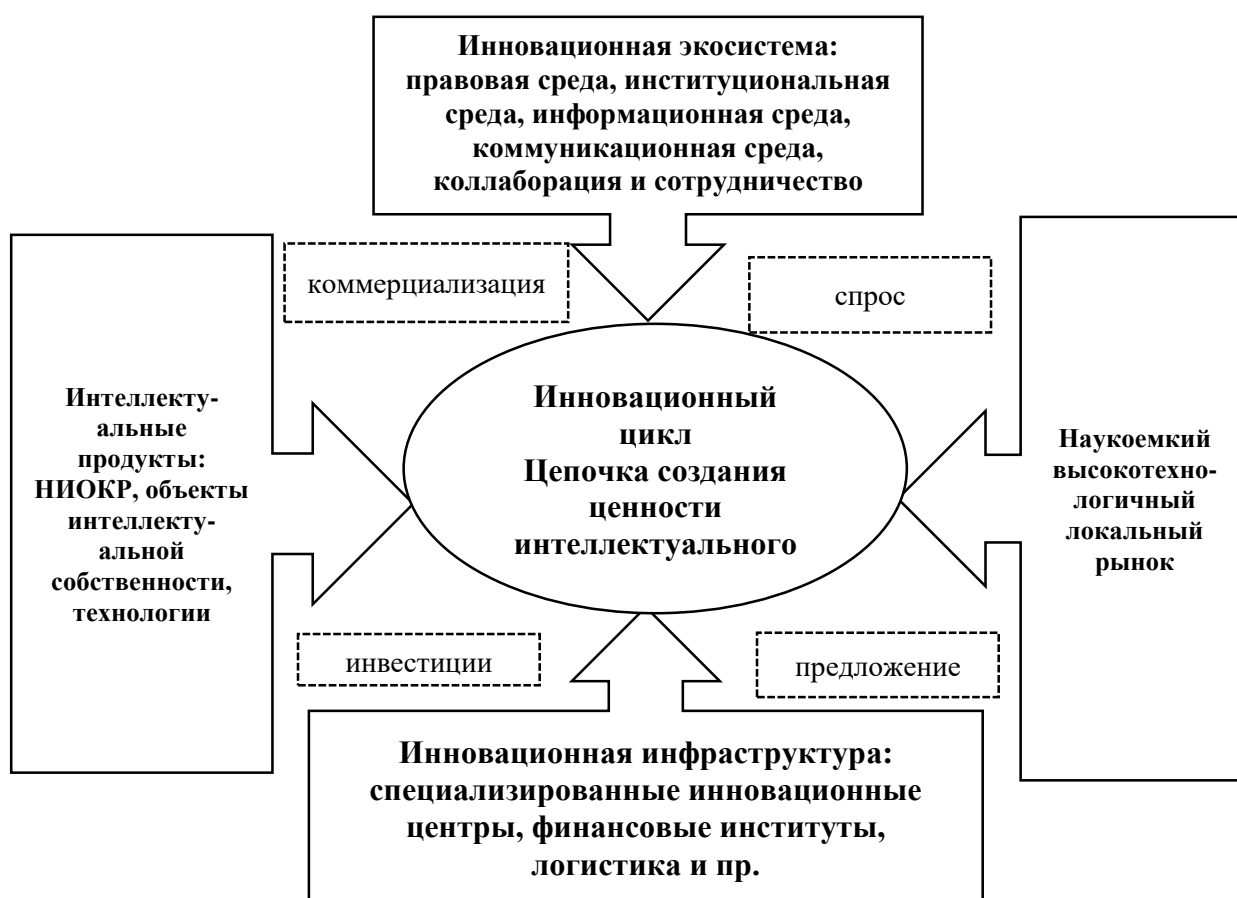 Инновационная экосистема:
правовая среда, институциональная
среда, информационная среда,
коммуникационная среда,
коллаборация и сотрудничество
коммерциализация
спрос
Интеллекту-
альные
продукты:
НИОКР, объекты
интеллекту-
альной
собственности,
технологии
Инновационный
цикл
Цепочка создания
ценности
интеллектуального
Наукоемкий
высокотехно-
логичный
локальный
рынок
инвестиции
предложение
Инновационная инфраструктура:
специализированные инновационные
центры, финансовые институты,
логистика и пр.